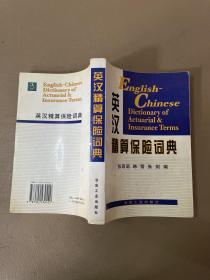 English-Chinese
Dictionary of
Actuarial &
Insurance Terms
英汉精算保险词典
英汉精算保险词典
English-
Chinese
Dictionary of
Actuarial &
Insurance Terms
英汉
精算保险词典